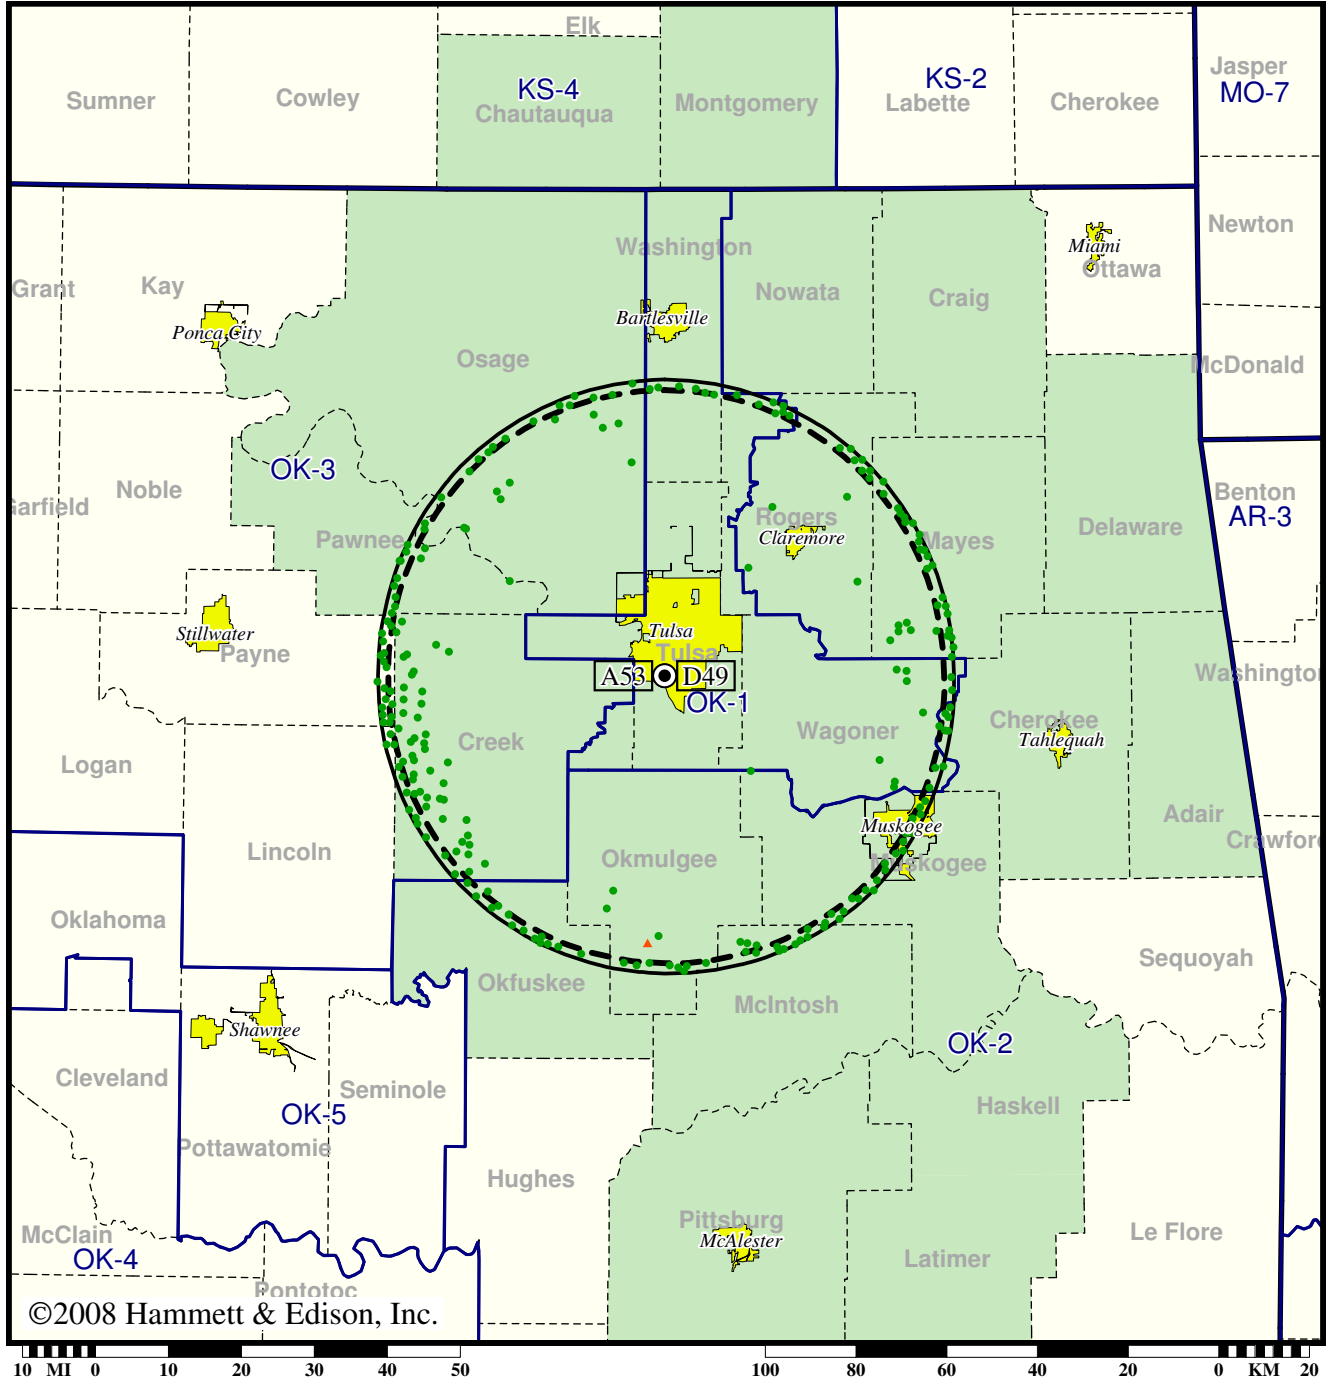 Elk
Sumner
Cowley
KS-4
Chautauqua
Montgomery
KS-2
Labette
Cherokee
Jasper
MO-7
Newton
Washington
Miami
Ottawa
Grant
Kay
Nowata
Craig
Ponca City
Bartlesville
Osage
McDonald
OK-3
Noble
Garfield
Benton
AR-3
Rogers
Claremore
Pawnee
Mayes
Delaware
Stillwater
Payne
Tulsa
Tulsa
A53
D49
OK-1
Washington
Creek
Wagoner
Cherokee
Tahlequah
Logan
Adair
Muskogee
Muskogee
Crawford
Lincoln
Okmulgee
Oklahoma
Sequoyah
Okfuskee
McIntosh
Shawnee
OK-2
Cleveland
Seminole
OK-5
Haskell
Pottawatomie
Hughes
Pittsburg
McAlester
McClain
OK-4
Latimer
Le Flore
Pontotoc
©2008 Hammett & Edison, Inc.
10 MI 0 10 20 30 40 50
100 80 60 40 20 0 KM 20